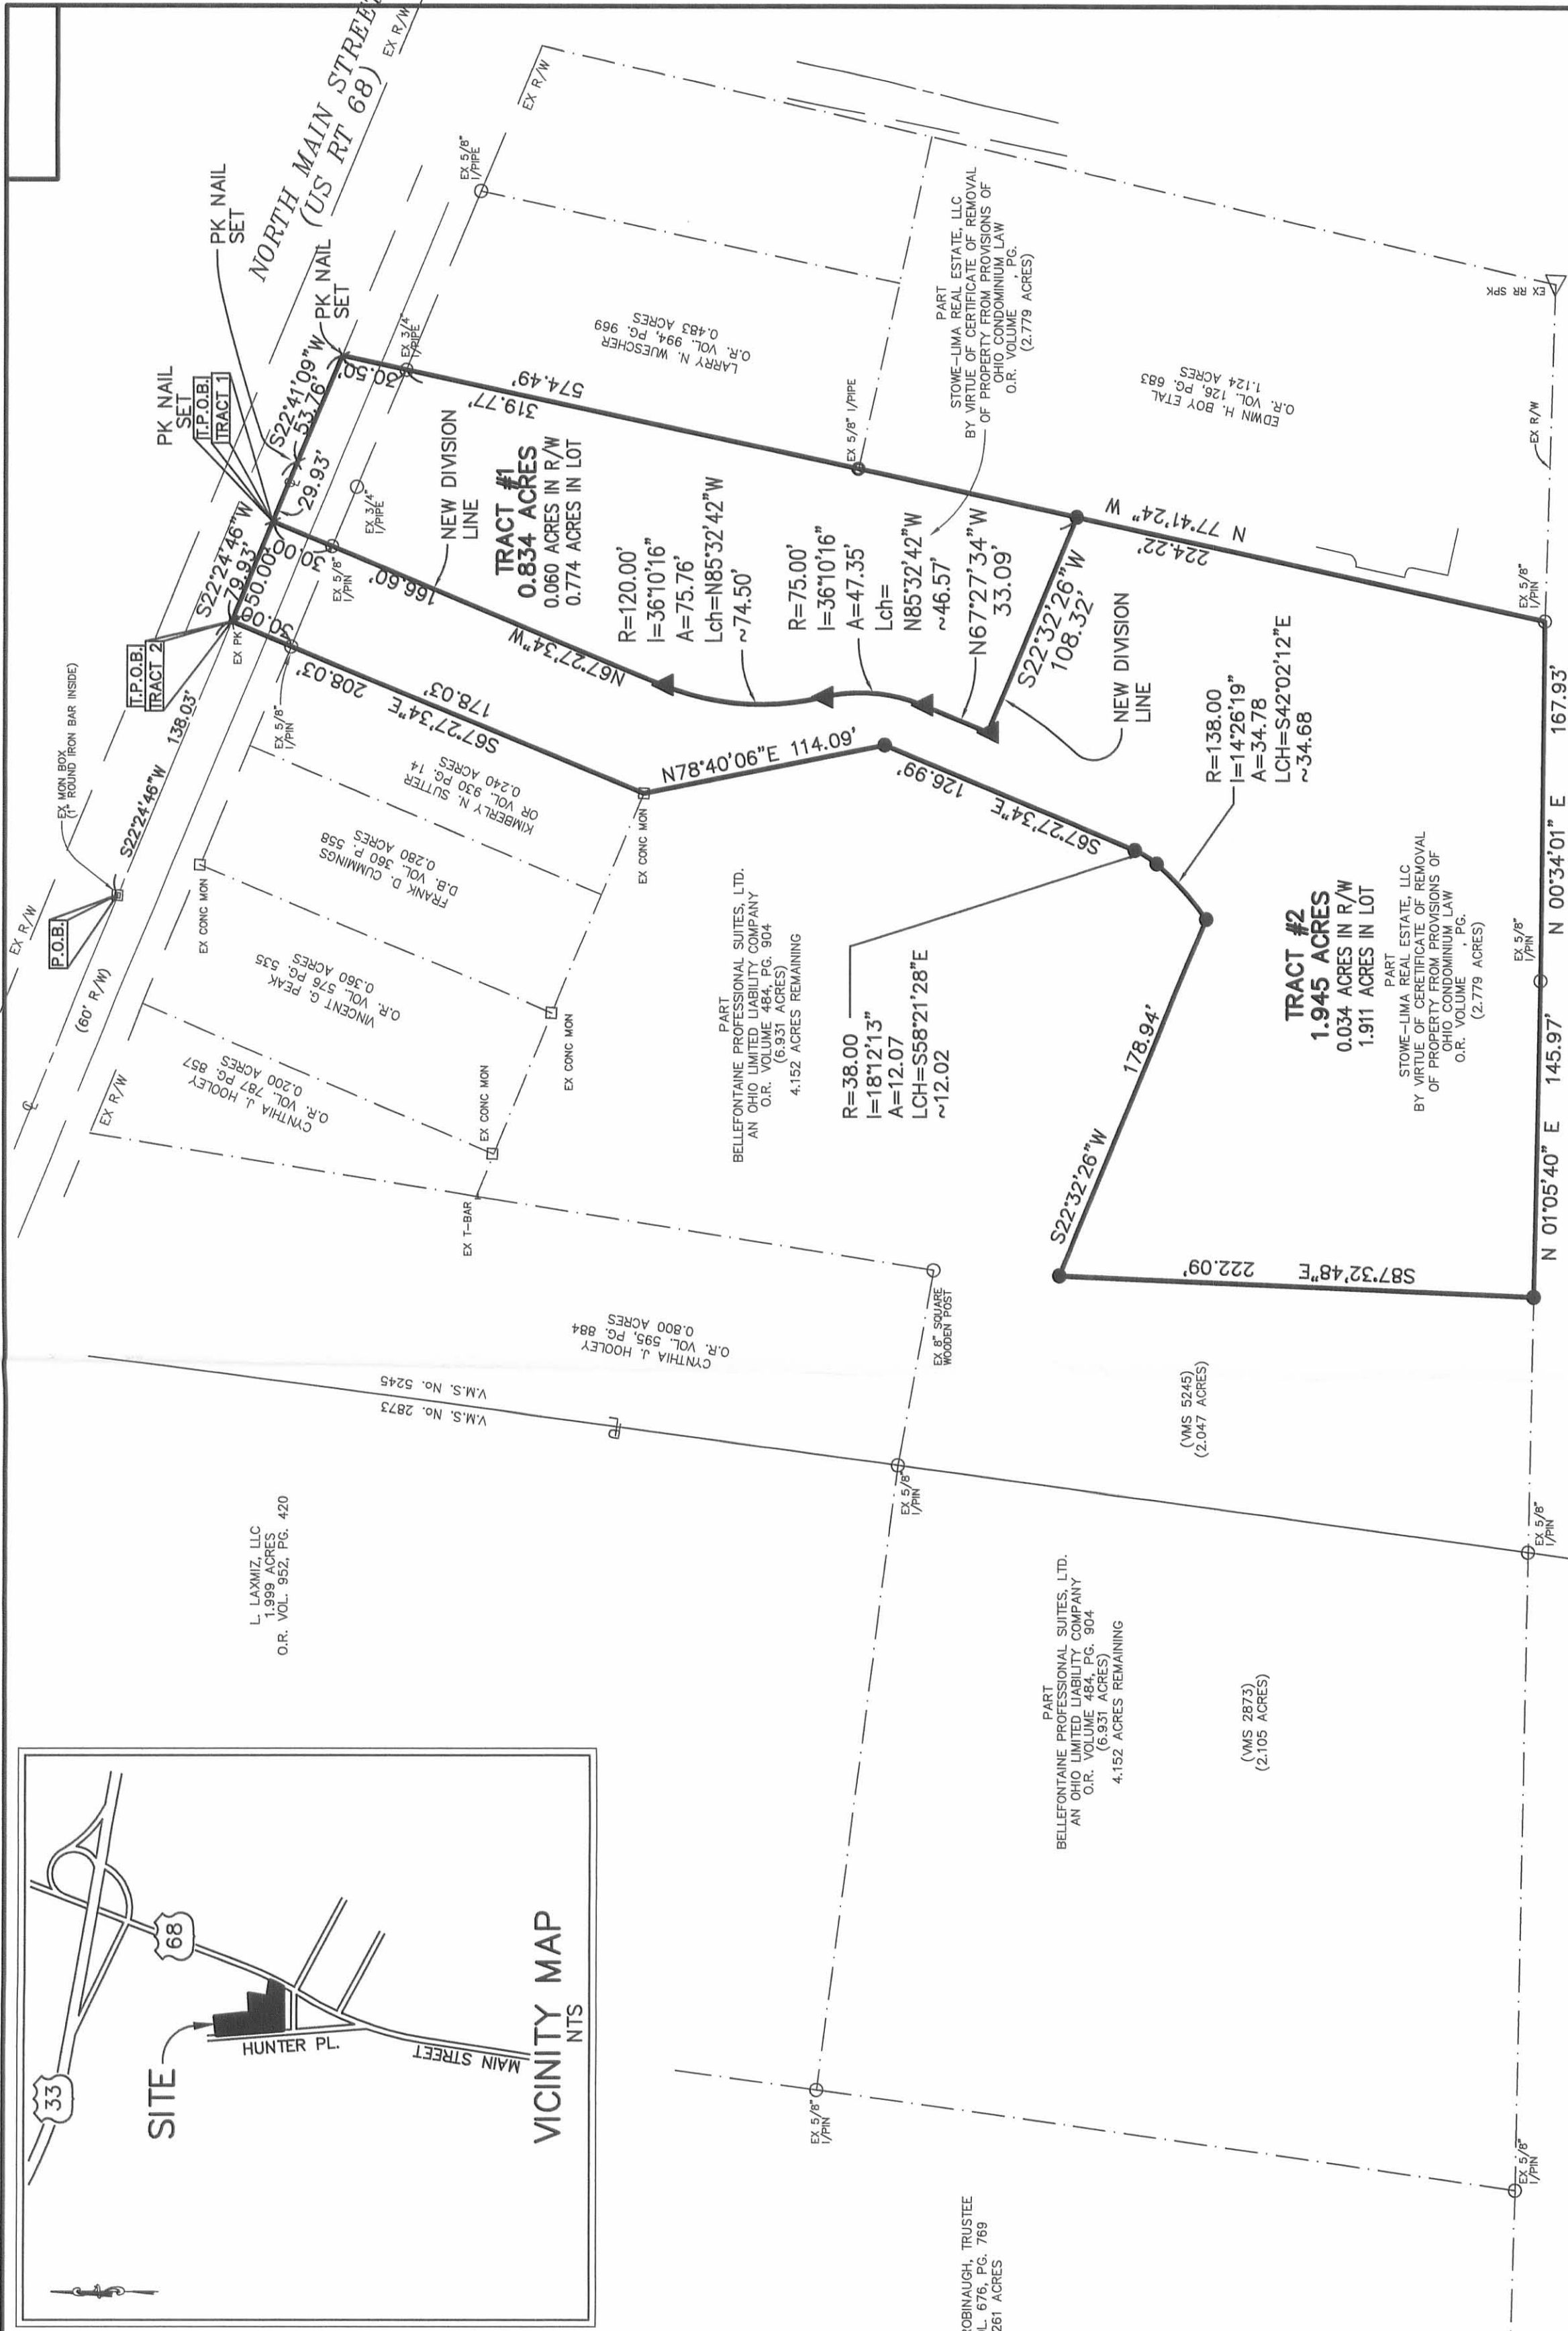 NORTH MAIN STREET
(US RT 68)
EX R/W
EX R/W
PK NAIL
SET
PK NAIL
SET
PK NAIL
SET
T.P.O.B.
TRACT 1
S22°41'09"W
53.76'
29.93'
S22°24'46"W
79.93'
50.00'
T.P.O.B.
TRACT 2
EX PK
138.03'
S22°24'46"W
EX MON BOX
(1" ROUND IRON BAR INSIDE)
P.O.B.
EX R/W
(60' R/W)
EX R/W
30.50'
EX 3/4"
I/PIPE
EX 5/8"
I/PIPE
30.00'
EX 5/8"
I/PIN
EX 3/4"
I/PIPE
30.00'
EX 5/8"
I/PIN
208.03'
178.03'
S67°27'34"E
166.60'
N67°27'34"W
NEW DIVISION
LINE
TRACT #1
0.834 ACRES
0.060 ACRES IN R/W
0.774 ACRES IN LOT
574.49'
319.77'
LARRY N. WUESCHER
O.R. VOL. 994, PG. 969
0.483 ACRES
EX 5/8" I/PIPE
R=120.00'
I=36°10'16"
A=75.76'
Lch=N85°32'42"W
~74.50'
R=75.00'
I=36°10'16"
A=47.35'
Lch=
N85°32'42"W
~46.57'
N67°27'34"W
33.09'
S22°32'26"W
108.32'
NEW DIVISION
LINE
PART
STOWE-LIMA REAL ESTATE, LLC
BY VIRTUE OF CERTIFICATE OF REMOVAL
OF PROPERTY FROM PROVISIONS OF
OHIO CONDOMINIUM LAW
O.R. VOLUME , PG.
(2.779 ACRES)
EDWIN H. BOY ETAL
O.R. VOL. 126, PG. 683
1.124 ACRES
EX RR SPK
EX R/W
N 77°41'24" W
224.22'
EX 5/8"
I/PIN
KIMBERLY N. SUTTER
OR VOL. 930 PG. 14
0.240 ACRES
FRANK D. CUMMINGS
D.B. VOL. 360 P. 558
0.280 ACRES
VINCENT G. PEAK
O.R. VOL. 576 PG. 535
0.360 ACRES
CYNTHIA J. HOOLEY
O.R. VOL. 787 PG. 857
0.200 ACRES
EX CONC MON
EX CONC MON
EX CONC MON
EX CONC MON
EX T-BAR
N78°40'06"E 114.09'
126.99'
S67°27'34"E
PART
BELLEFONTAINE PROFESSIONAL SUITES, LTD.
AN OHIO LIMITED LIABILITY COMPANY
O.R. VOLUME 484, PG. 904
(6.931 ACRES)
4.152 ACRES REMAINING
R=38.00
I=18°12'13"
A=12.07
LCH=S58°21'28"E
~12.02
R=138.00
I=14°26'19"
A=34.78
LCH=S42°02'12"E
~34.68
178.94'
S22°32'26"W
S87°32'48"E
222.09'
TRACT #2
1.945 ACRES
0.034 ACRES IN R/W
1.911 ACRES IN LOT
PART
STOWE-LIMA REAL ESTATE, LLC
BY VIRTUE OF CERETIFICATE OF REMOVAL
OF PROPERTY FROM PROVISIONS OF
OHIO CONDOMINIUM LAW
O.R. VOLUME , PG.
(2.779 ACRES)
EX 5/8"
I/PIN
N 01°05'40" E 145.97'
N 00°34'01" E 167.93'
CYNTHIA J. HOOLEY
O.R. VOL. 595, PG. 884
0.800 ACRES
EX 8" SQUARE
WOODEN POST
V.M.S. No. 5245
V.M.S. No. 2873
(VMS 5245)
(2.047 ACRES)
EX 5/8"
I/PIN
EX 5/8"
I/PIN
L. LAXMIZ, LLC
1.999 ACRES
O.R. VOL. 952, PG. 420
PART
BELLEFONTAINE PROFESSIONAL SUITES, LTD.
AN OHIO LIMITED LIABILITY COMPANY
O.R. VOLUME 484, PG. 904
(6.931 ACRES)
4.152 ACRES REMAINING
(VMS 2873)
(2.105 ACRES)
EX 5/8"
I/PIN
EX 5/8"
I/PIN
ROBINAUGH, TRUSTEE
676, PG. 769
261 ACRES
33
68
SITE
HUNTER PL.
MAIN STREET
VICINITY MAP
NTS